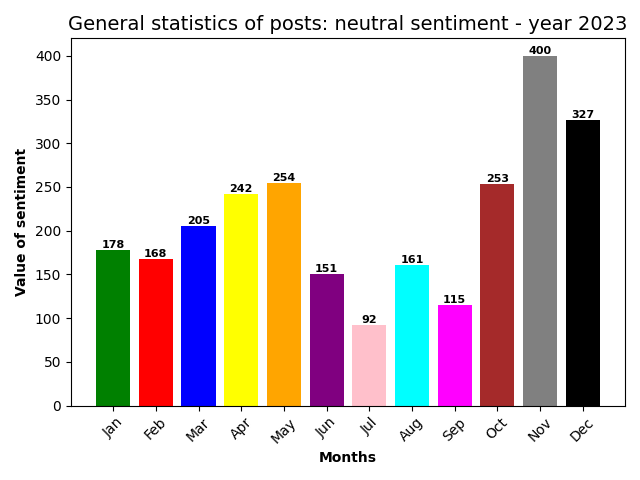 General statistics of posts: neutral sentiment - year 2023
Value of sentiment
400
350
300
250
200
150
100
50
0
178
168
205
242
254
151
92
161
115
253
400
327
Jan
Feb
Mar
Apr
May
Jun
Jul
Aug
Sep
Oct
Nov
Dec
Months